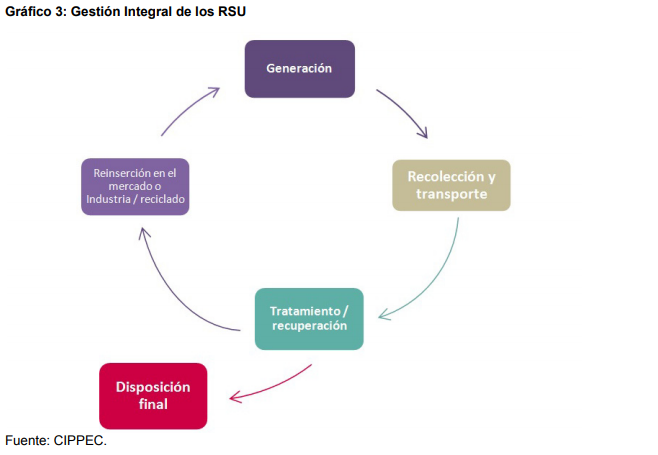 Gráfico 3: Gestión Integral de los RSU
Generación
Recolección y
transporte
Reinserción en el
mercado o
Industria / reciclado
Tratamiento /
recuperación
Disposición
final
Fuente: CIPPEC.